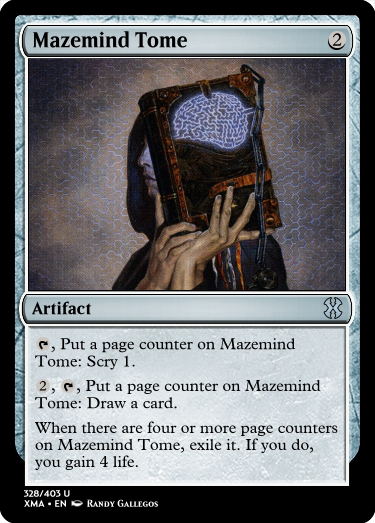 Mazemind Tome 2
Artifact
, Put a page counter on Mazemind
Tome: Scry 1.
2, , Put a page counter on Mazemind
Tome: Draw a card.
When there are four or more page counters
on Mazemind Tome, exile it. If you do,
you gain 4 life.
328/403 U
XMA • EN Randy Gallegos